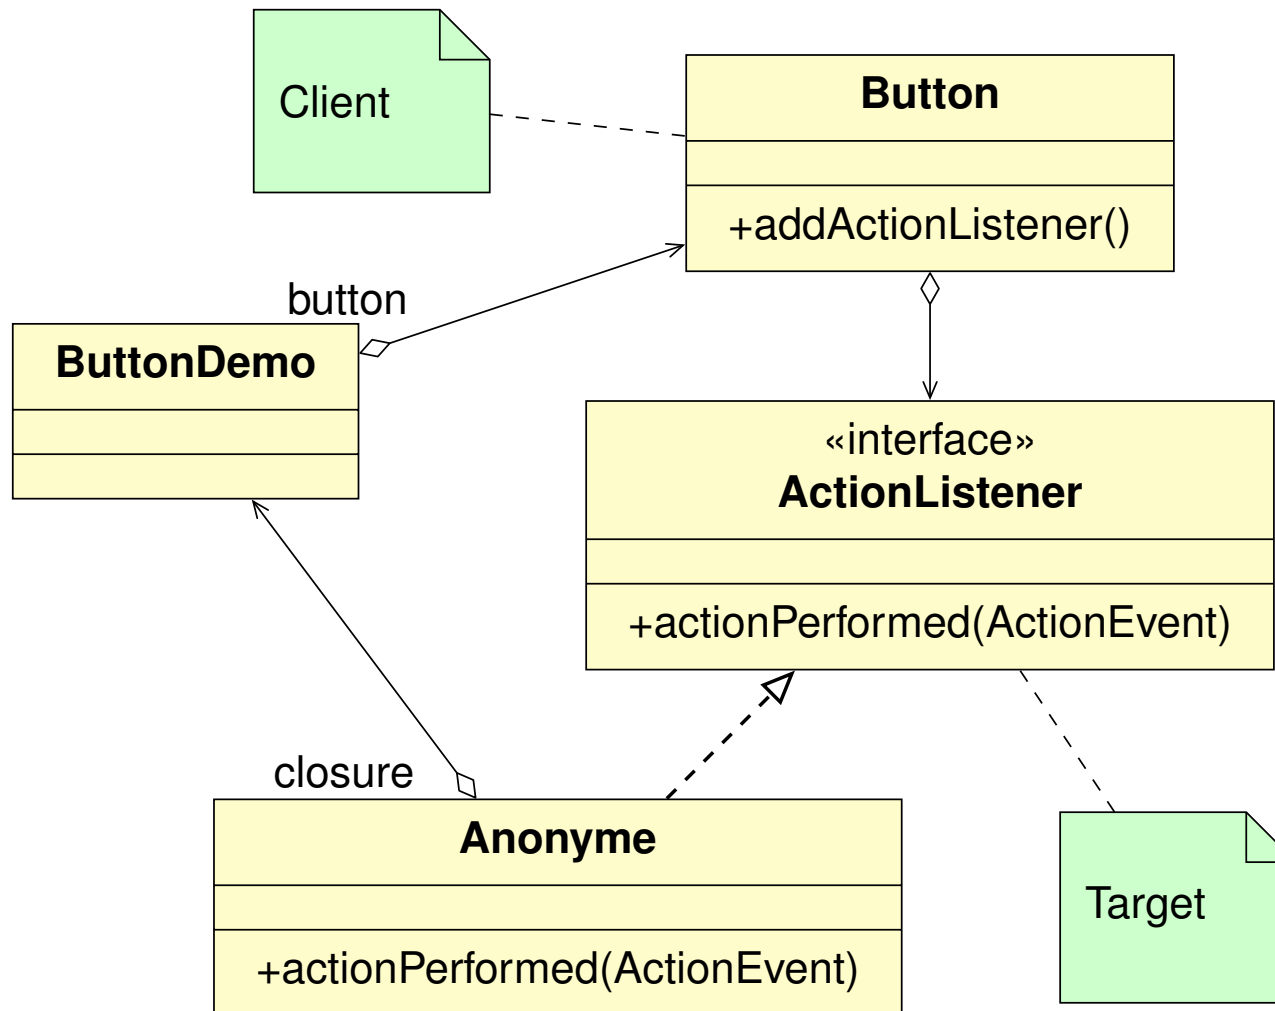 Client
Button
+addActionListener()
button
ButtonDemo
«interface»
ActionListener
+actionPerformed(ActionEvent)
closure
Anonyme
+actionPerformed(ActionEvent)
Target